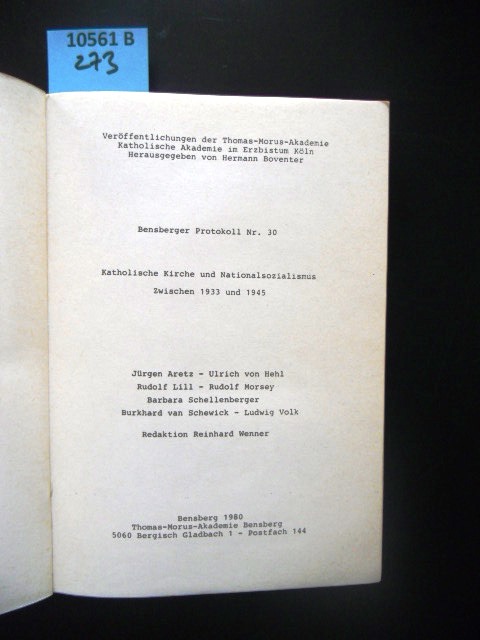 10561 B
273
Veröffentlichungen der Thomas-Morus-Akademie
Katholische Akademie im Erzbistum Köln
Herausgegeben von Hermann Boventer
Bensberger Protokoll Nr. 30
Katholische Kirche und Nationalsozialismus
Zwischen 1933 und 1945
Jürgen Aretz - Ulrich von Hehl
Rudolf Lill - Rudolf Morsey
Barbara Schellenberger
Burkhard van Schewick - Ludwig Volk
Redaktion Reinhard Wenner
Bensberg 1980
Thomas-Morus-Akademie Bensberg
5060 Bergisch Gladbach 1 - Postfach 144